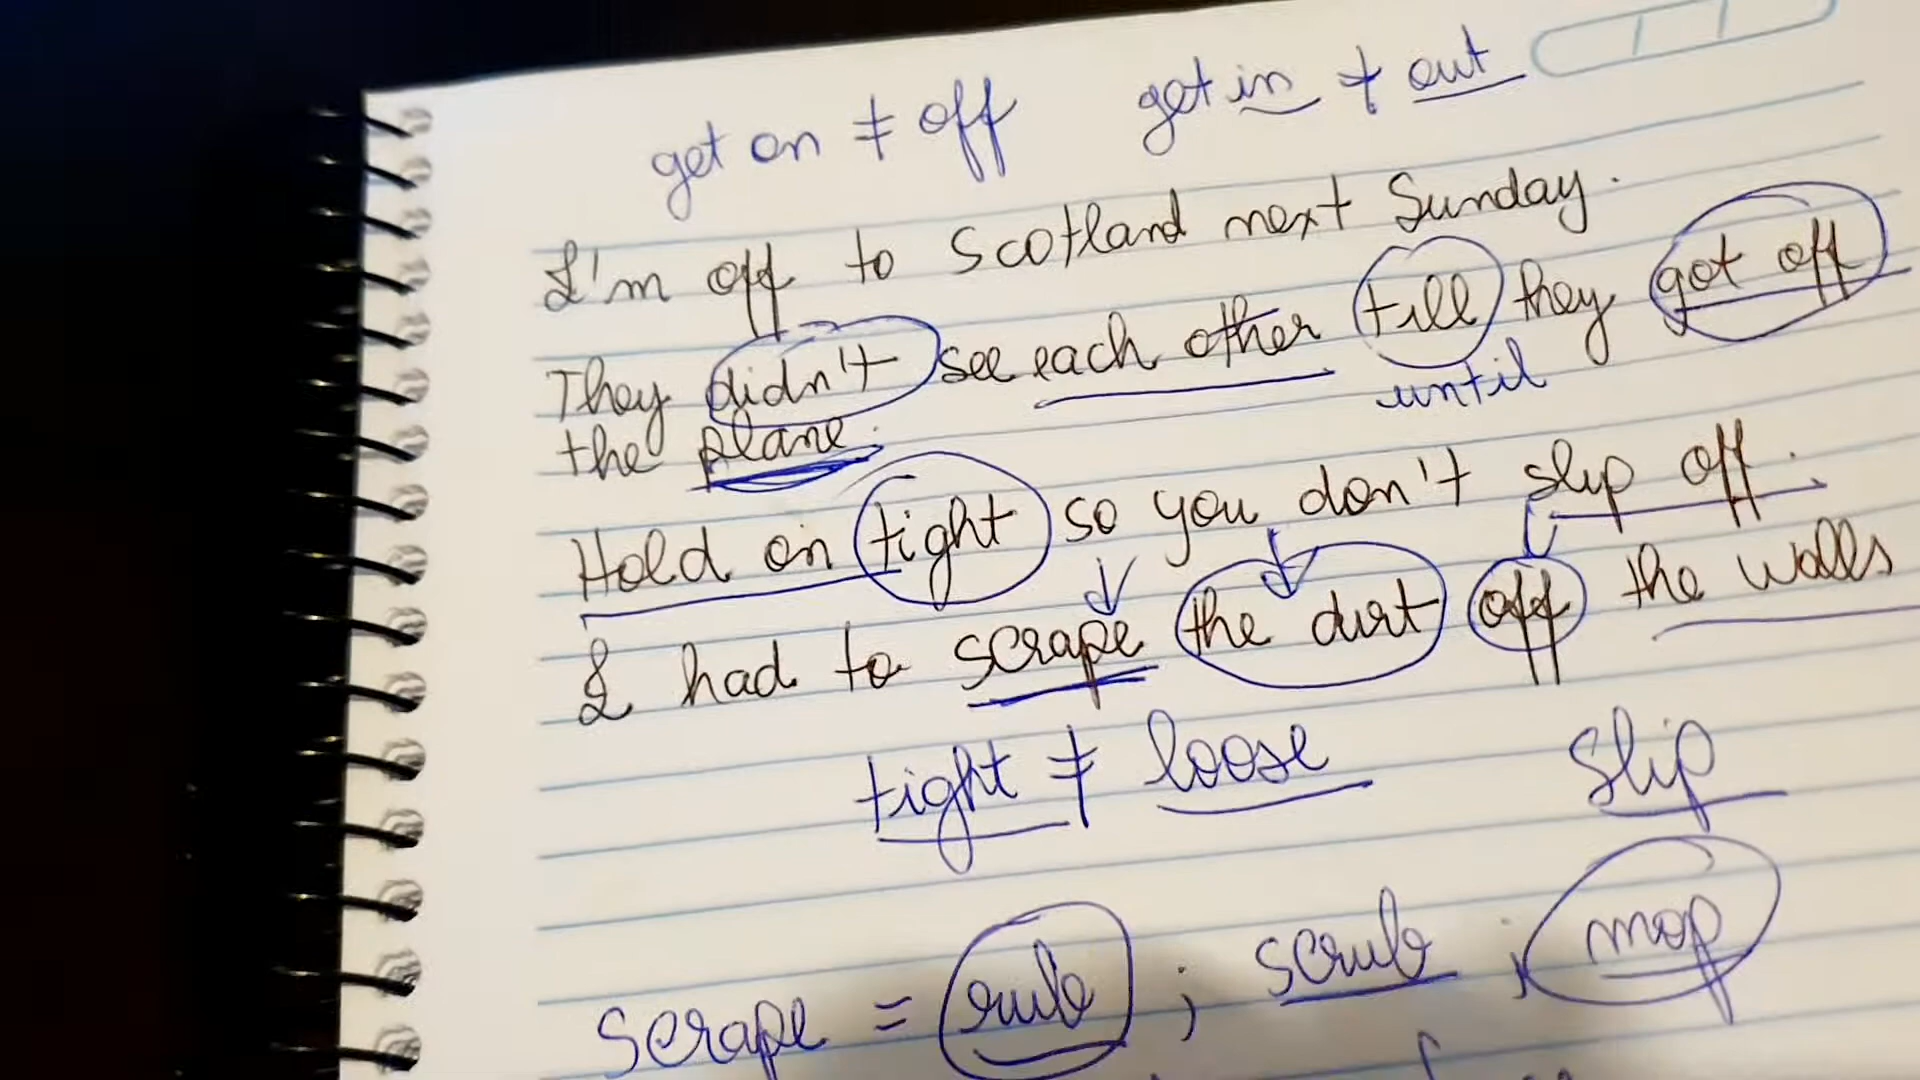 get on ≠ off get in ≠ out
I'm off to Scotland next Sunday.
They didn't see each other till they got off
until
the plane.
Hold on tight so you don't slip off.
I had to scrape the dirt off the walls
tight ≠ loose slip
scrape = rub ; scrub ; mop